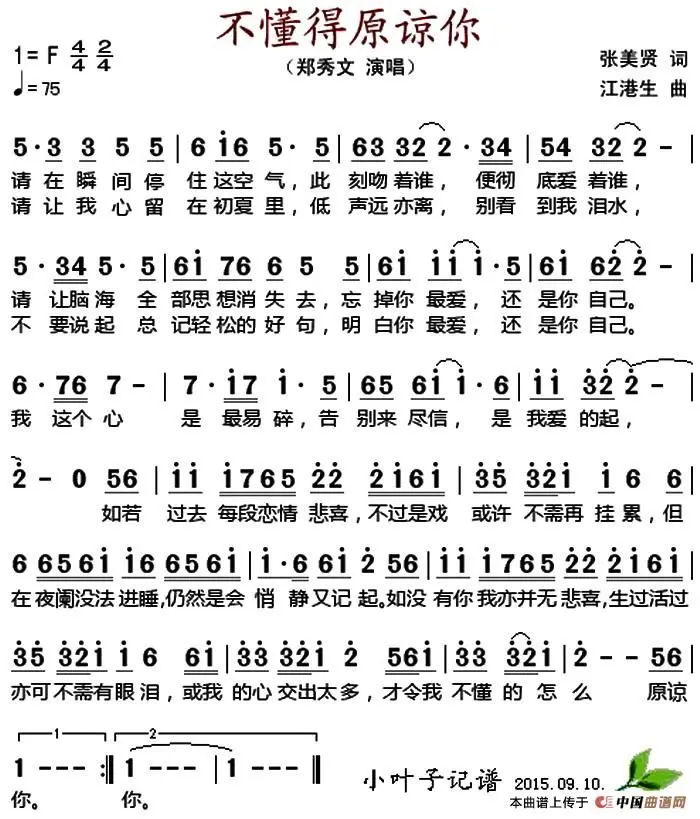 不懂得原谅你
1=F 4/4 2/4
（郑秀文 演唱）
张美贤 词
♩=75
江港生 曲
5·3 3 5 5 | 6 i6 5· 5 | 63 32 2· 34 | 54 32 2 - |
请在瞬间停 住这空气，此 刻吻着谁，便彻 底爱着谁，
请让我心留 在初夏里，低 声远亦离，别看 到我泪水，
5·34 5· 5 | 6i 76 6 5 5 | 6i ii i·5 | 6i 62 2 - |
请让脑海全 部思想消失去，忘 掉你最爱，还 是你自己。
不要说起总 记轻松的好句，明 白你最爱，还 是你自己。
6· 76 7 - | 7· i7 i· 5 | 65 6i i· 6 | ii 32 2 - |
我这个心 是最易碎，告 别来尽信，是 我爱的起，
2 - 0 56 | ii i765 22 2i6i | 35 32i i6 6 |
如若 过去 每段恋情 悲喜，不过是戏 或许 不需再 挂累，但
6 656i i6 656i | i·6 6i 2 56 | ii i765 22 2i6i |
在夜阑没法进睡，仍然是会 悄静又记起。如没 有你我亦并无悲喜，生过活过
35 32i i6 6i | 33 32i i2 6i | 33 32i 2 - 56 |
亦可不需有眼泪，或我 的心交出太多，才令我 不懂的怎么 原谅
1 2
1 - - - :| 1 - - - | 1 - - - ||
你。 你。
小叶子记谱 2015.09.10.
本曲谱上传于 中国曲谱网